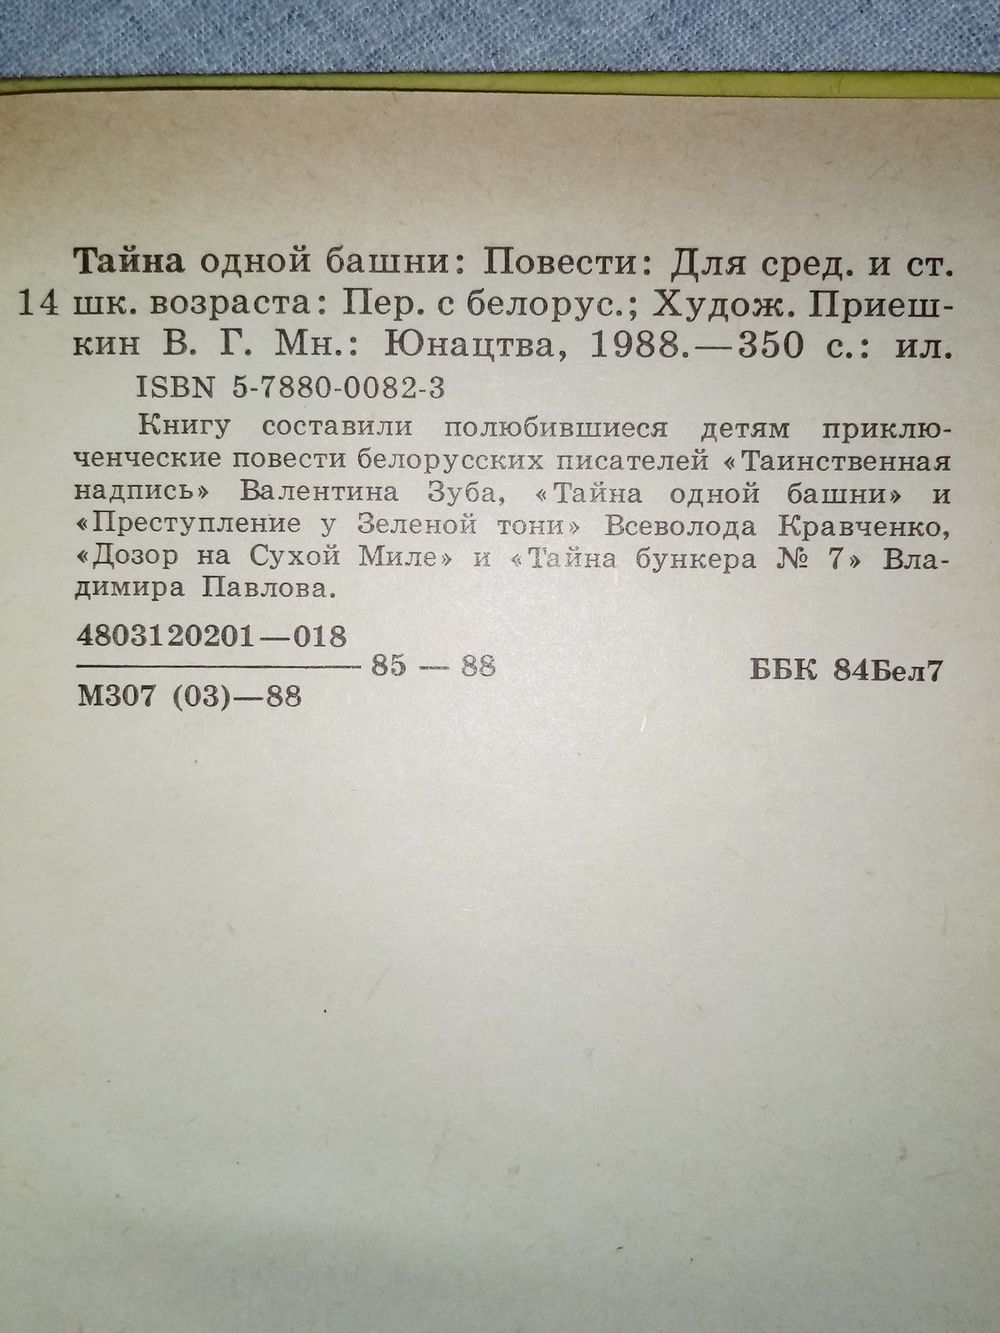 Тайна одной башни: Повести: Для сред. и ст.
14 шк. возраста: Пер. с белорус.; Худож. Приеш-
кин В. Г. Мн.: Юнацтва, 1988.—350 с.: ил.
ISBN 5-7880-0082-3
Книгу составили полюбившиеся детям приклю-
ченческие повести белорусских писателей «Таинственная
надпись» Валентина Зуба, «Тайна одной башни» и
«Преступление у Зеленой тони» Всеволода Кравченко,
«Дозор на Сухой Миле» и «Тайна бункера № 7» Вла-
димира Павлова.
4803120201—018
85 — 88
М307 (03)—88
ББК 84Бел7